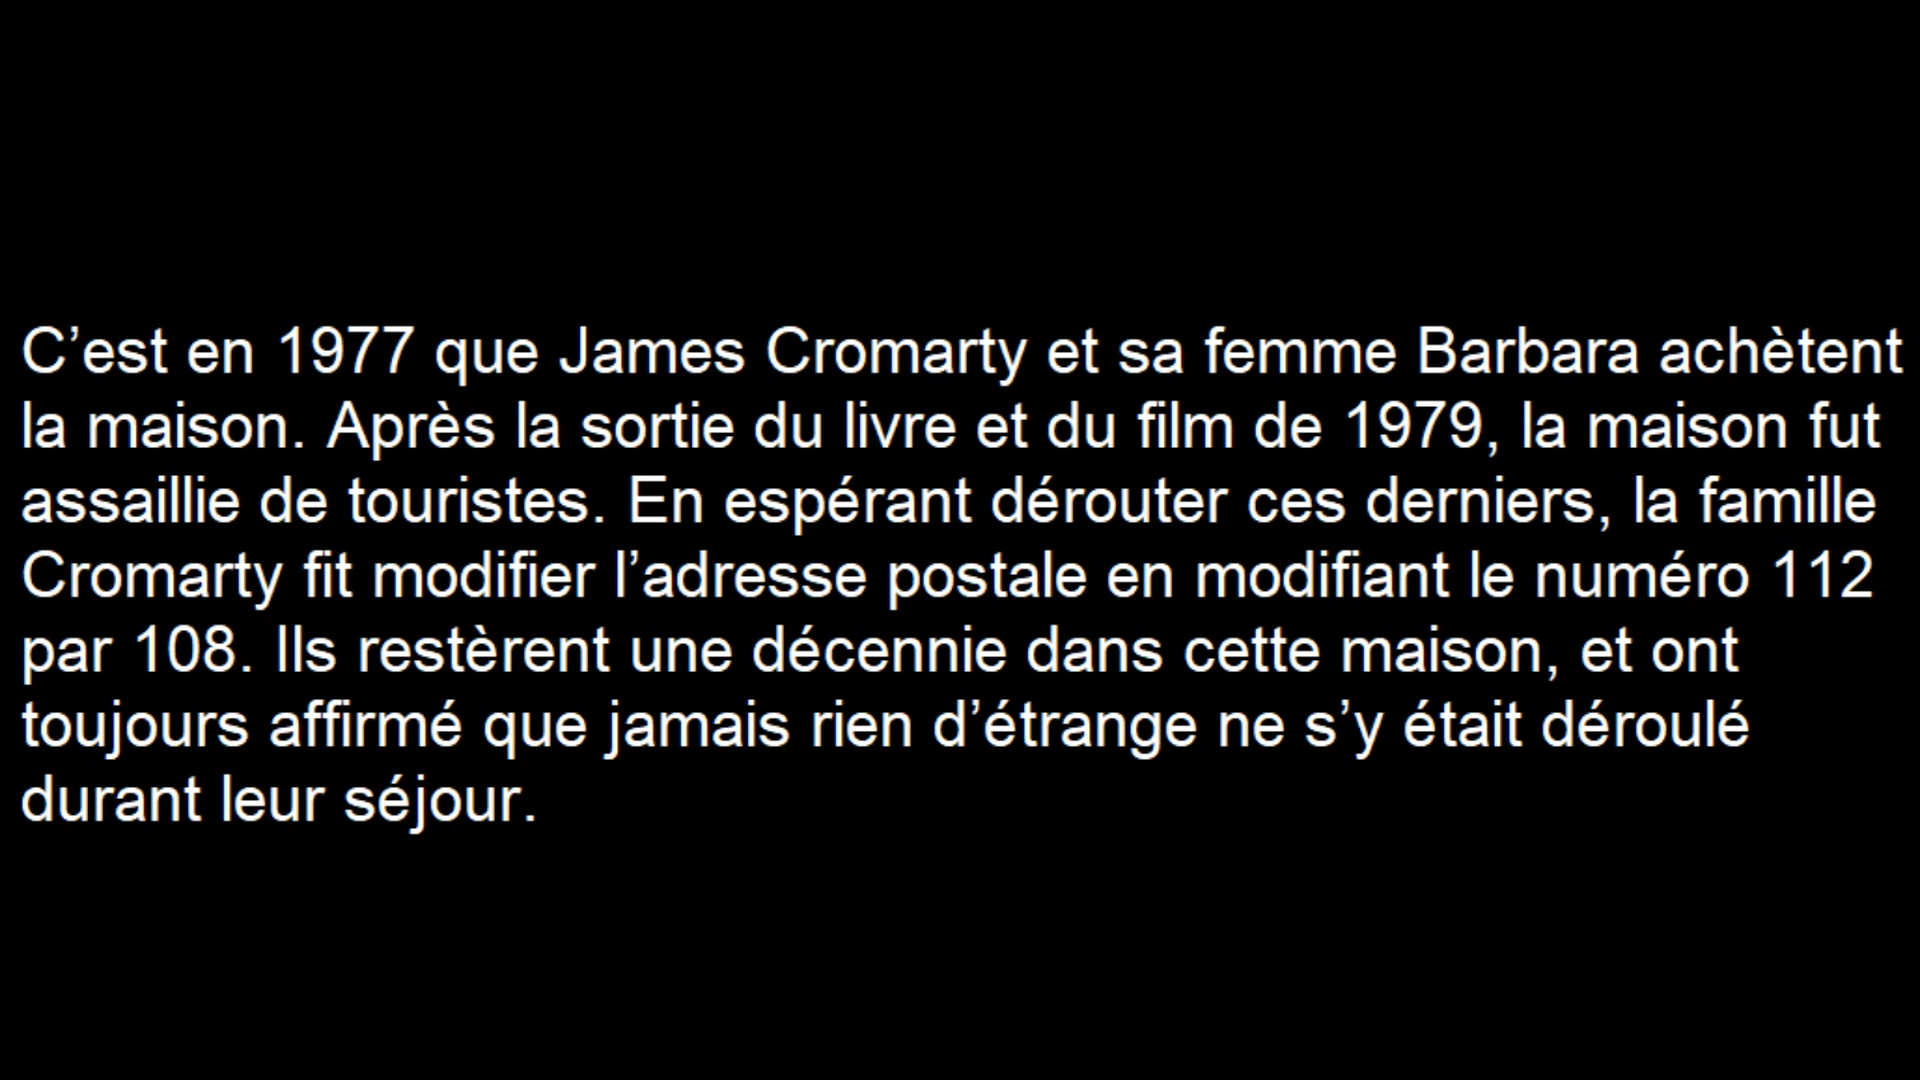 C’est en 1977 que James Cromarty et sa femme Barbara achètent
la maison. Après la sortie du livre et du film de 1979, la maison fut
assaillie de touristes. En espérant dérouter ces derniers, la famille
Cromarty fit modifier l’adresse postale en modifiant le numéro 112
par 108. Ils restèrent une décennie dans cette maison, et ont
toujours affirmé que jamais rien d’étrange ne s’y était déroulé
durant leur séjour.